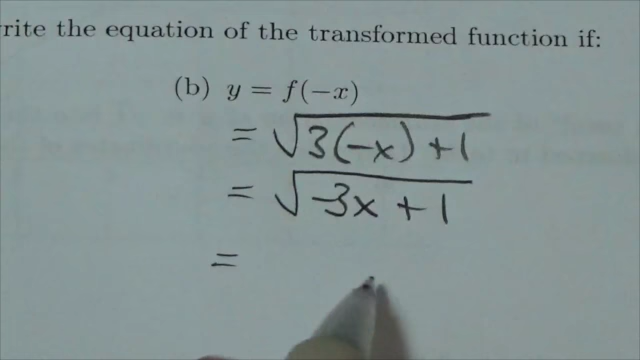 rite the equation of the transformed function if:
(b) y = f(−x)
= √(3(-x) + 1)
= √(-3x + 1)
=